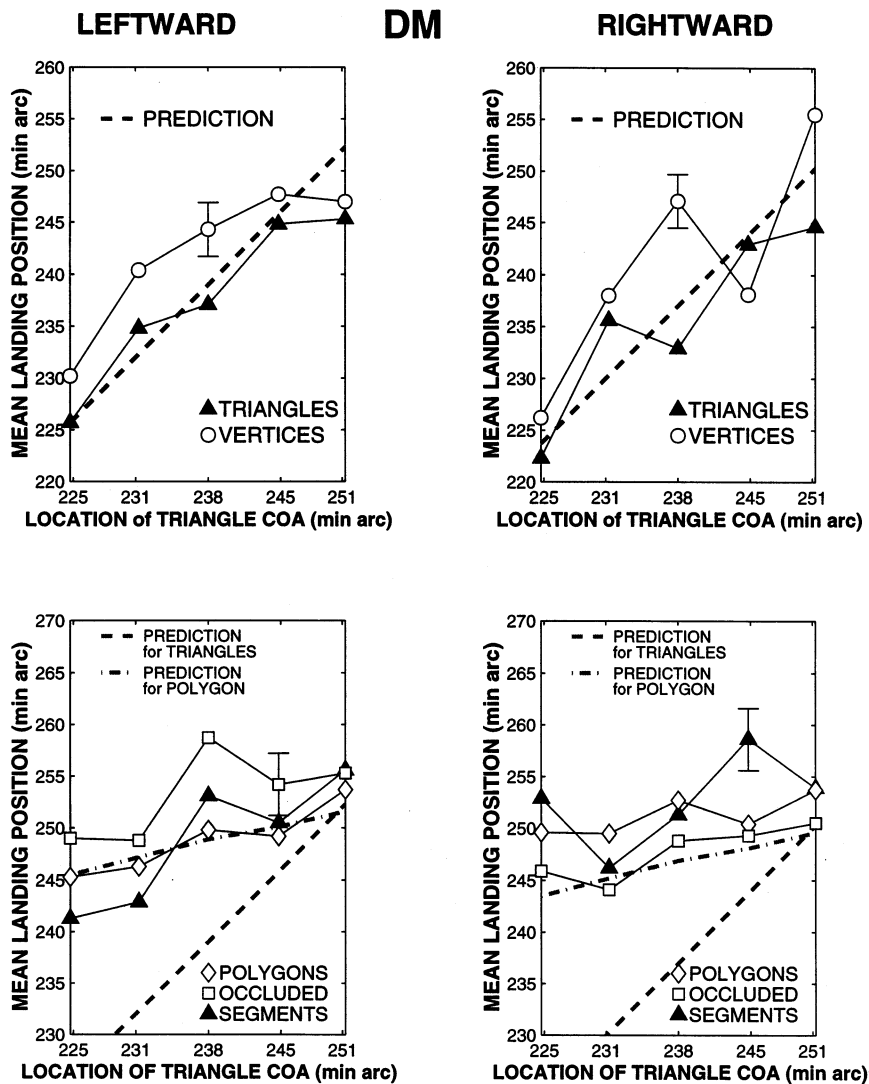 LEFTWARD DM RIGHTWARD
MEAN LANDING POSITION (min arc)
260
255
250
245
240
235
230
225
220
PREDICTION
TRIANGLES
VERTICES
225 231 238 245 251
LOCATION of TRIANGLE COA (min arc)
MEAN LANDING POSITION (min arc)
260
255
250
245
240
235
230
225
220
PREDICTION
TRIANGLES
VERTICES
225 231 238 245 251
LOCATION of TRIANGLE COA (min arc)
MEAN LANDING POSITION (min arc)
270
265
260
255
250
245
240
235
230
PREDICTION
for TRIANGLES
PREDICTION
for POLYGON
POLYGONS
OCCLUDED
SEGMENTS
225 231 238 245 251
LOCATION of TRIANGLE COA (min arc)
MEAN LANDING POSITION (min arc)
270
265
260
255
250
245
240
235
230
PREDICTION
for TRIANGLES
PREDICTION
for POLYGON
POLYGONS
OCCLUDED
SEGMENTS
225 231 238 245 251
LOCATION of TRIANGLE COA (min arc)